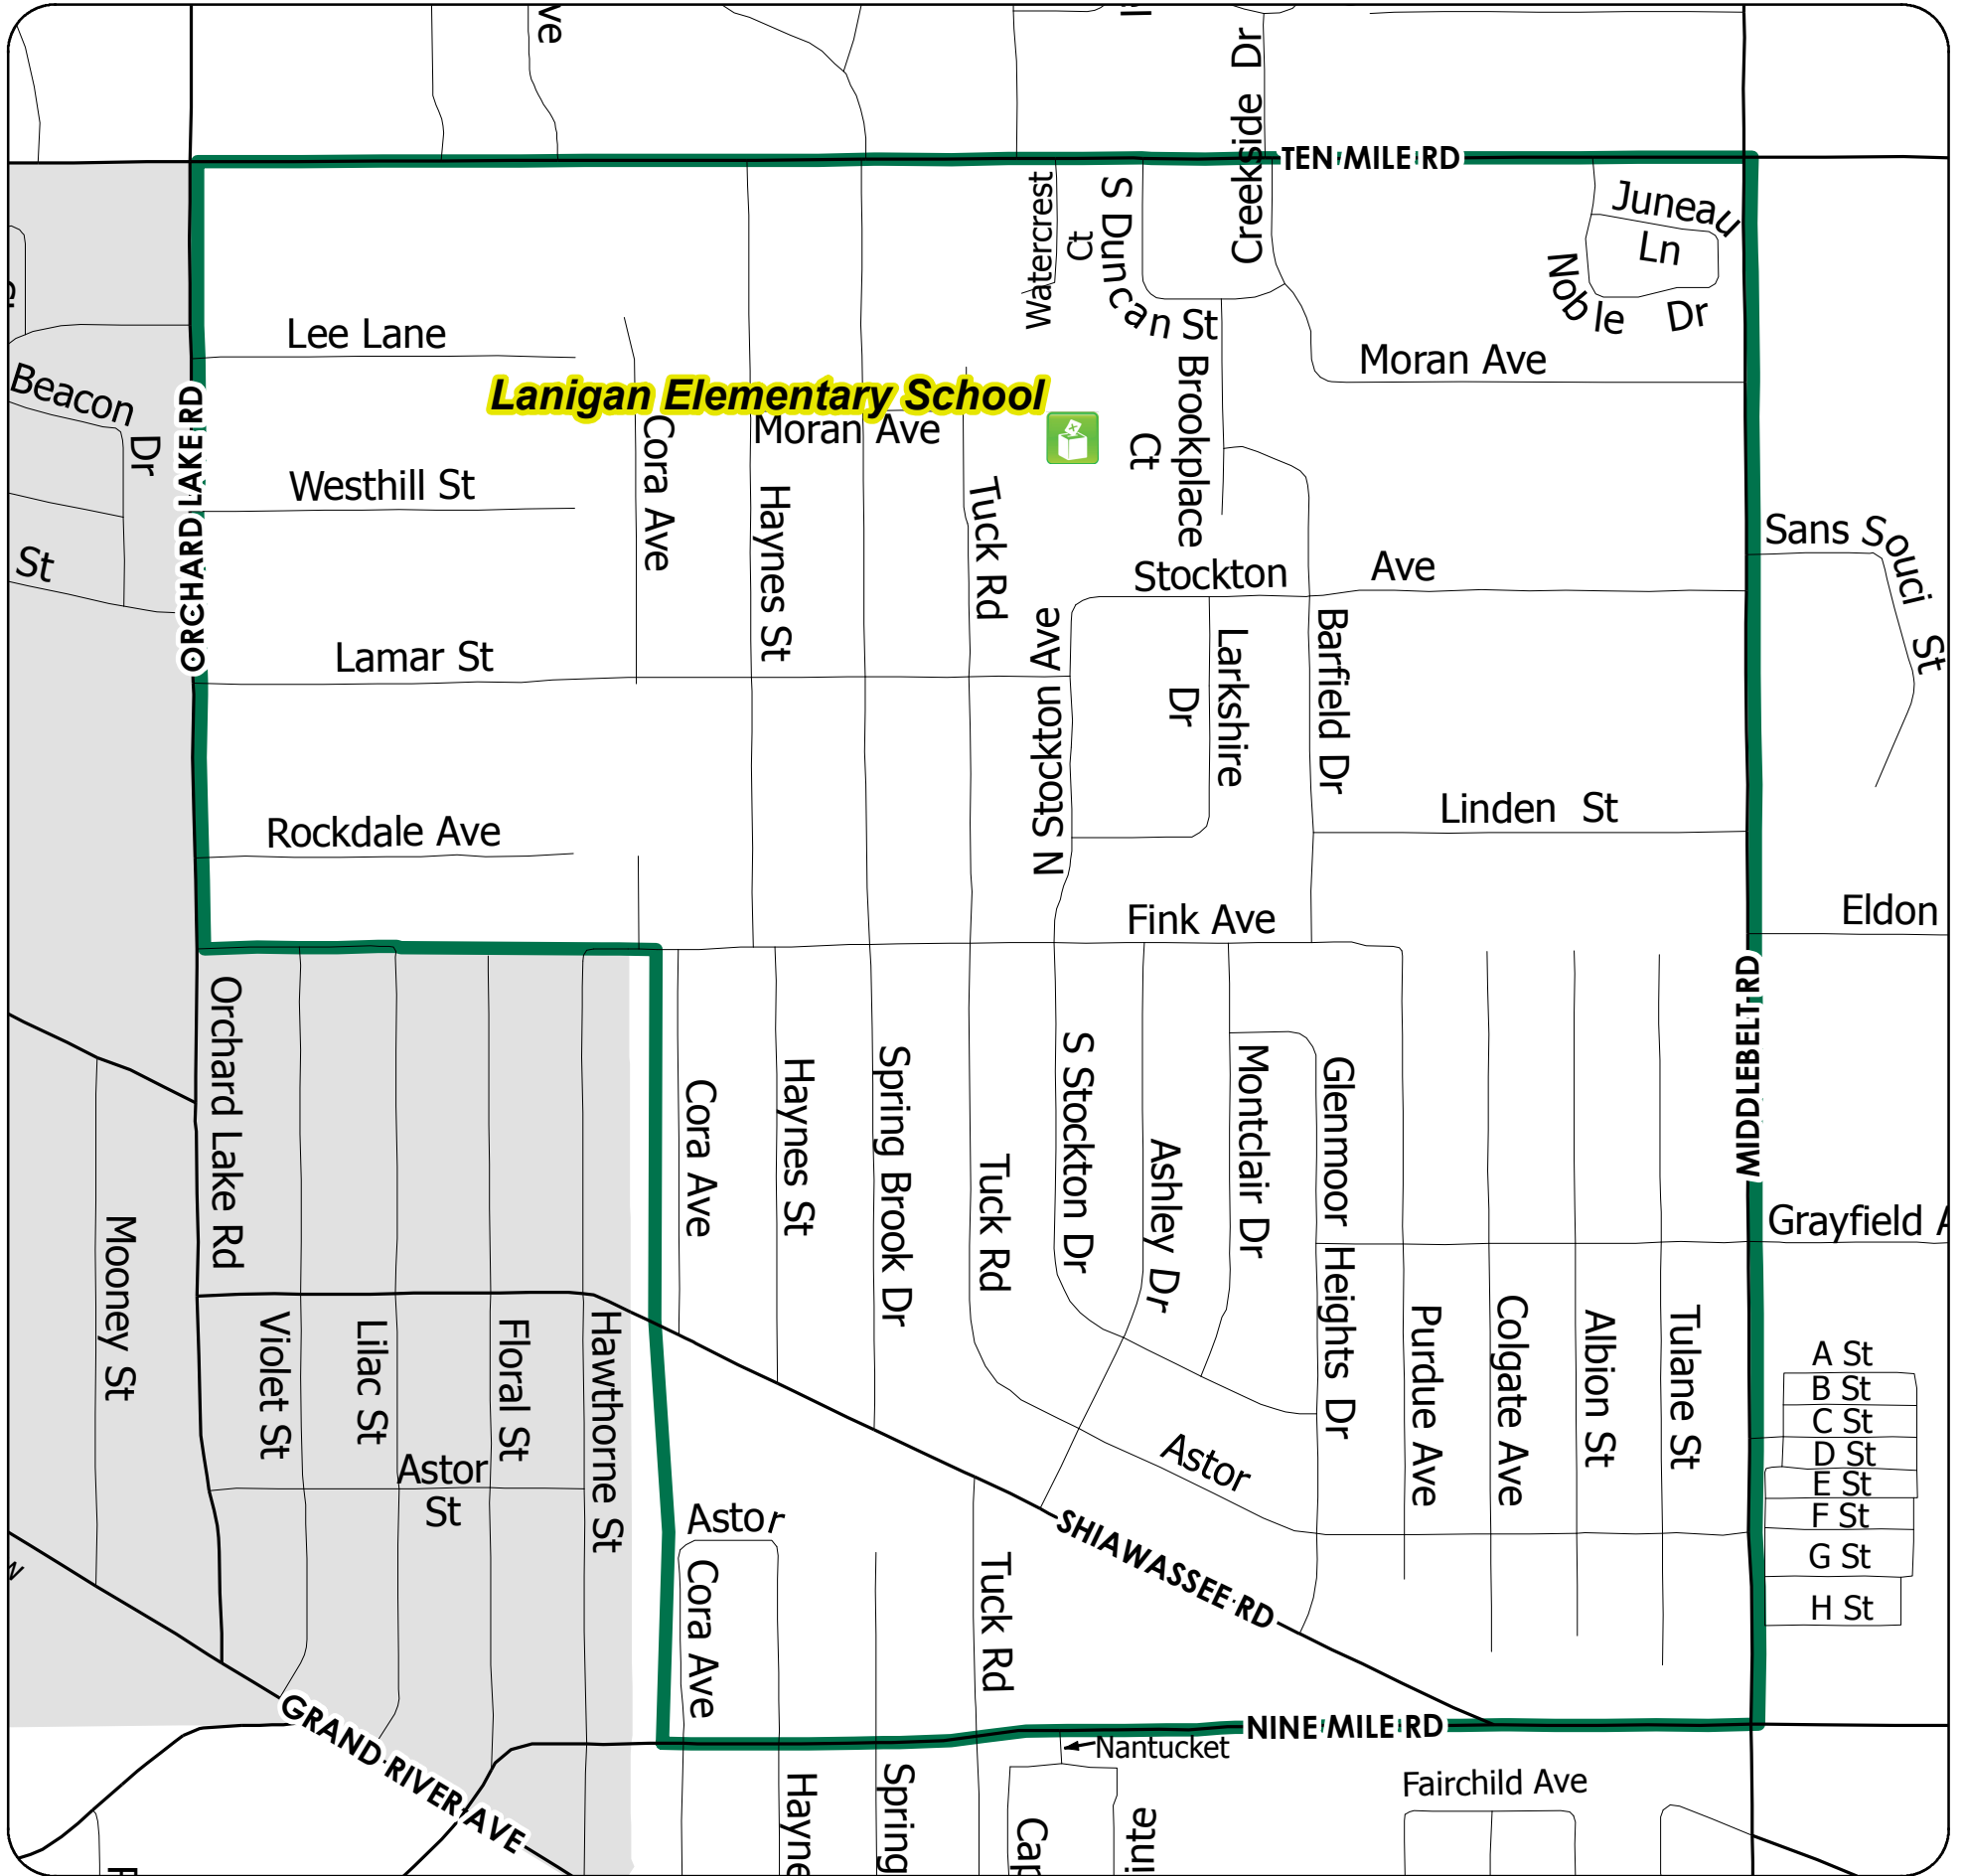 ve
Creekside Dr
TEN MILE RD
Watercrest
Ct
S Duncan St
Juneau
Ln
Noble Dr
Lee Lane
Moran Ave
Beacon
Dr
ORCHARD LAKE RD
Lanigan Elementary School
Moran Ave
Cora Ave
Westhill St
Haynes St
Tuck Rd
Brookplace
Ct
Sans Souci St
St
Stockton Ave
Lamar St
N Stockton Ave
Larkshire
Dr
Barfield Dr
Rockdale Ave
Linden St
Fink Ave
Eldon
MIDDLEBELT RD
Orchard Lake Rd
Cora Ave
Haynes St
Spring Brook Dr
Tuck Rd
S Stockton Dr
Ashley Dr
Montclair Dr
Glenmoor Heights Dr
Grayfield A
Mooney St
Violet St
Lilac St
Floral St
Hawthorne St
Purdue Ave
Colgate Ave
Albion St
Tulane St
A St
B St
C St
D St
E St
F St
G St
H St
Astor
St
Astor
Astor
Cora Ave
Tuck Rd
SHIAWASSEE RD
GRAND RIVER AVE
NINE MILE RD
Nantucket
Fairchild Ave
Hayne
Spring
Cap